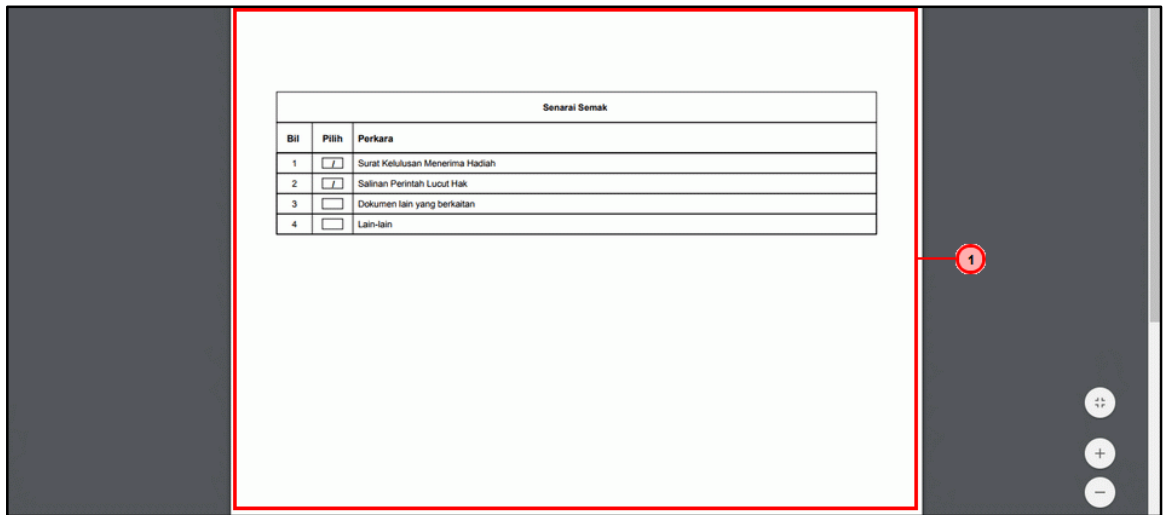 Senarai Semak
Bil Pilih Perkara
1 / Surat Kelulusan Menerima Hadiah
2 / Salinan Perintah Lucut Hak
3 Dokumen lain yang berkaitan
4 Lain-lain
1